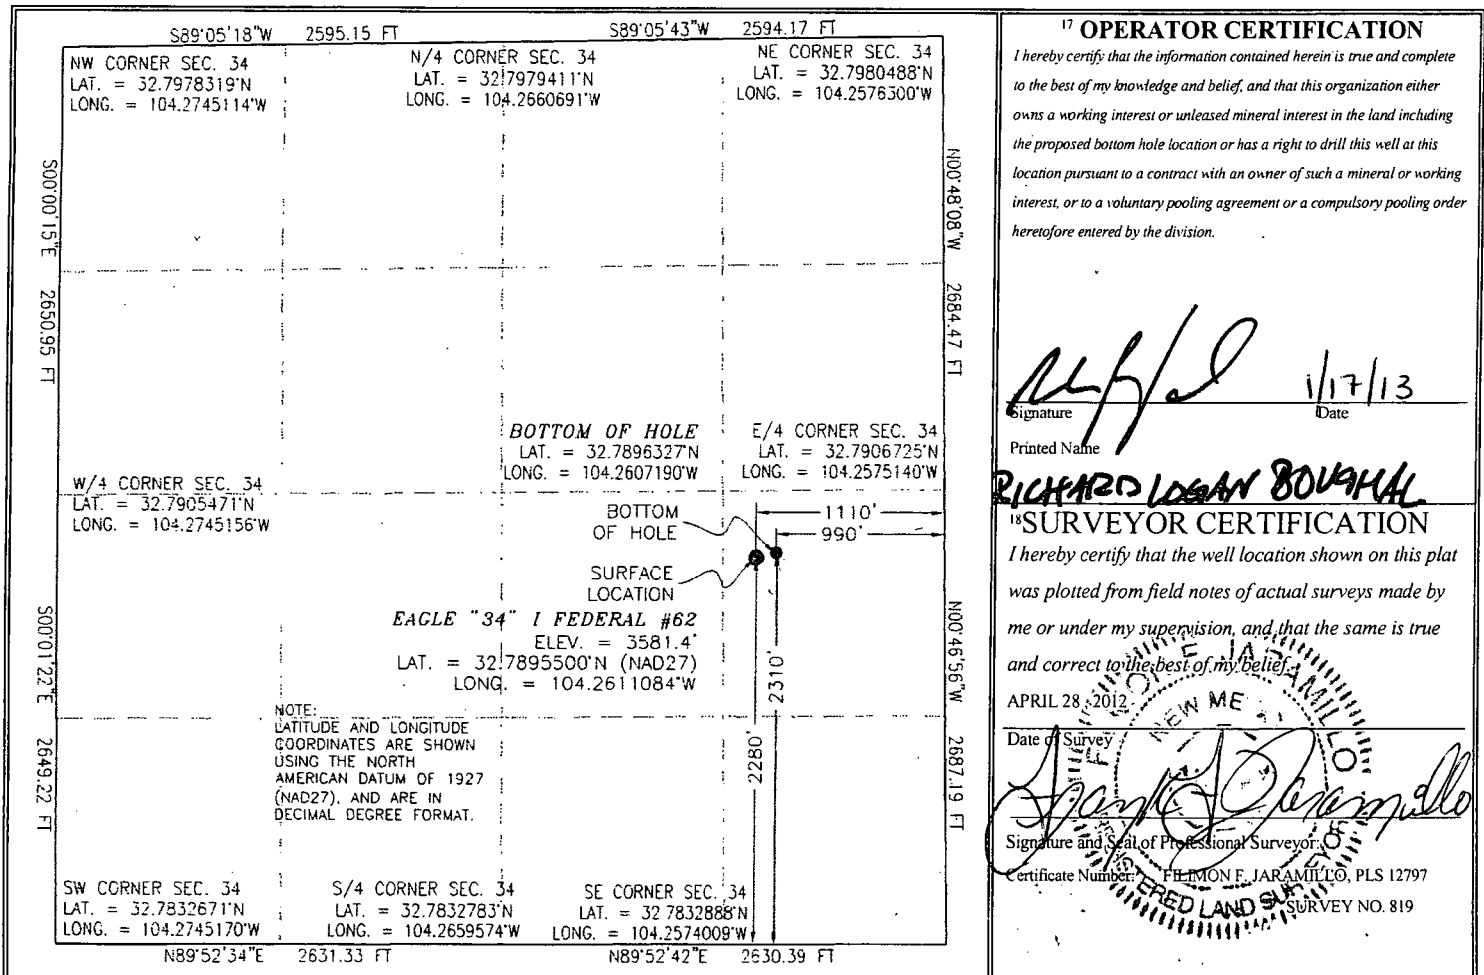 S89°05'18"W 2595.15 FT
S89°05'43"W 2594.17 FT
NW CORNER SEC. 34
LAT. = 32.7978319°N
LONG. = 104.2745114°W
N/4 CORNER SEC. 34
LAT. = 32.7979411°N
LONG. = 104.2660691°W
NE CORNER SEC. 34
LAT. = 32.7980488°N
LONG. = 104.2576300°W
S00°00'15"E 2650.95 FT
N00°48'08"W 2684.47 FT
BOTTOM OF HOLE
LAT. = 32.7896327°N
LONG. = 104.2607190°W
E/4 CORNER SEC. 34
LAT. = 32.7906725°N
LONG. = 104.2575140°W
W/4 CORNER SEC. 34
LAT. = 32.7905471°N
LONG. = 104.2745156°W
BOTTOM
OF HOLE
1110'
990'
SURFACE
LOCATION
EAGLE "34" I FEDERAL #62
ELEV. = 3581.4'
LAT. = 32.7895500°N (NAD27)
LONG. = 104.2611084°W
2280'
2310'
S00°01'22"E 2649.22 FT
N00°46'56"W 2687.19 FT
NOTE:
LATITUDE AND LONGITUDE
COORDINATES ARE SHOWN
USING THE NORTH
AMERICAN DATUM OF 1927
(NAD27), AND ARE IN
DECIMAL DEGREE FORMAT.
SW CORNER SEC. 34
LAT. = 32.7832671°N
LONG. = 104.2745170°W
S/4 CORNER SEC. 34
LAT. = 32.7832783°N
LONG. = 104.2659574°W
SE CORNER SEC. 34
LAT. = 32.7832888°N
LONG. = 104.2574009°W
N89°52'34"E 2631.33 FT
N89°52'42"E 2630.39 FT
17 OPERATOR CERTIFICATION
I hereby certify that the information contained herein is true and complete
to the best of my knowledge and belief, and that this organization either
owns a working interest or unleased mineral interest in the land including
the proposed bottom hole location or has a right to drill this well at this
location pursuant to a contract with an owner of such a mineral or working
interest, or to a voluntary pooling agreement or a compulsory pooling order
heretofore entered by the division.
1/17/13
Signature Date
Printed Name
RICHARD LOGAN
18 SURVEYOR CERTIFICATION
I hereby certify that the well location shown on this plat
was plotted from field notes of actual surveys made by
me or under my supervision, and that the same is true
and correct to the best of my belief.
APRIL 28, 2012
Date of Survey
Signature and Seal of Professional Surveyor:
Certificate Number: FILIMON F. JARAMILLO, PLS 12797
SURVEY NO. 819